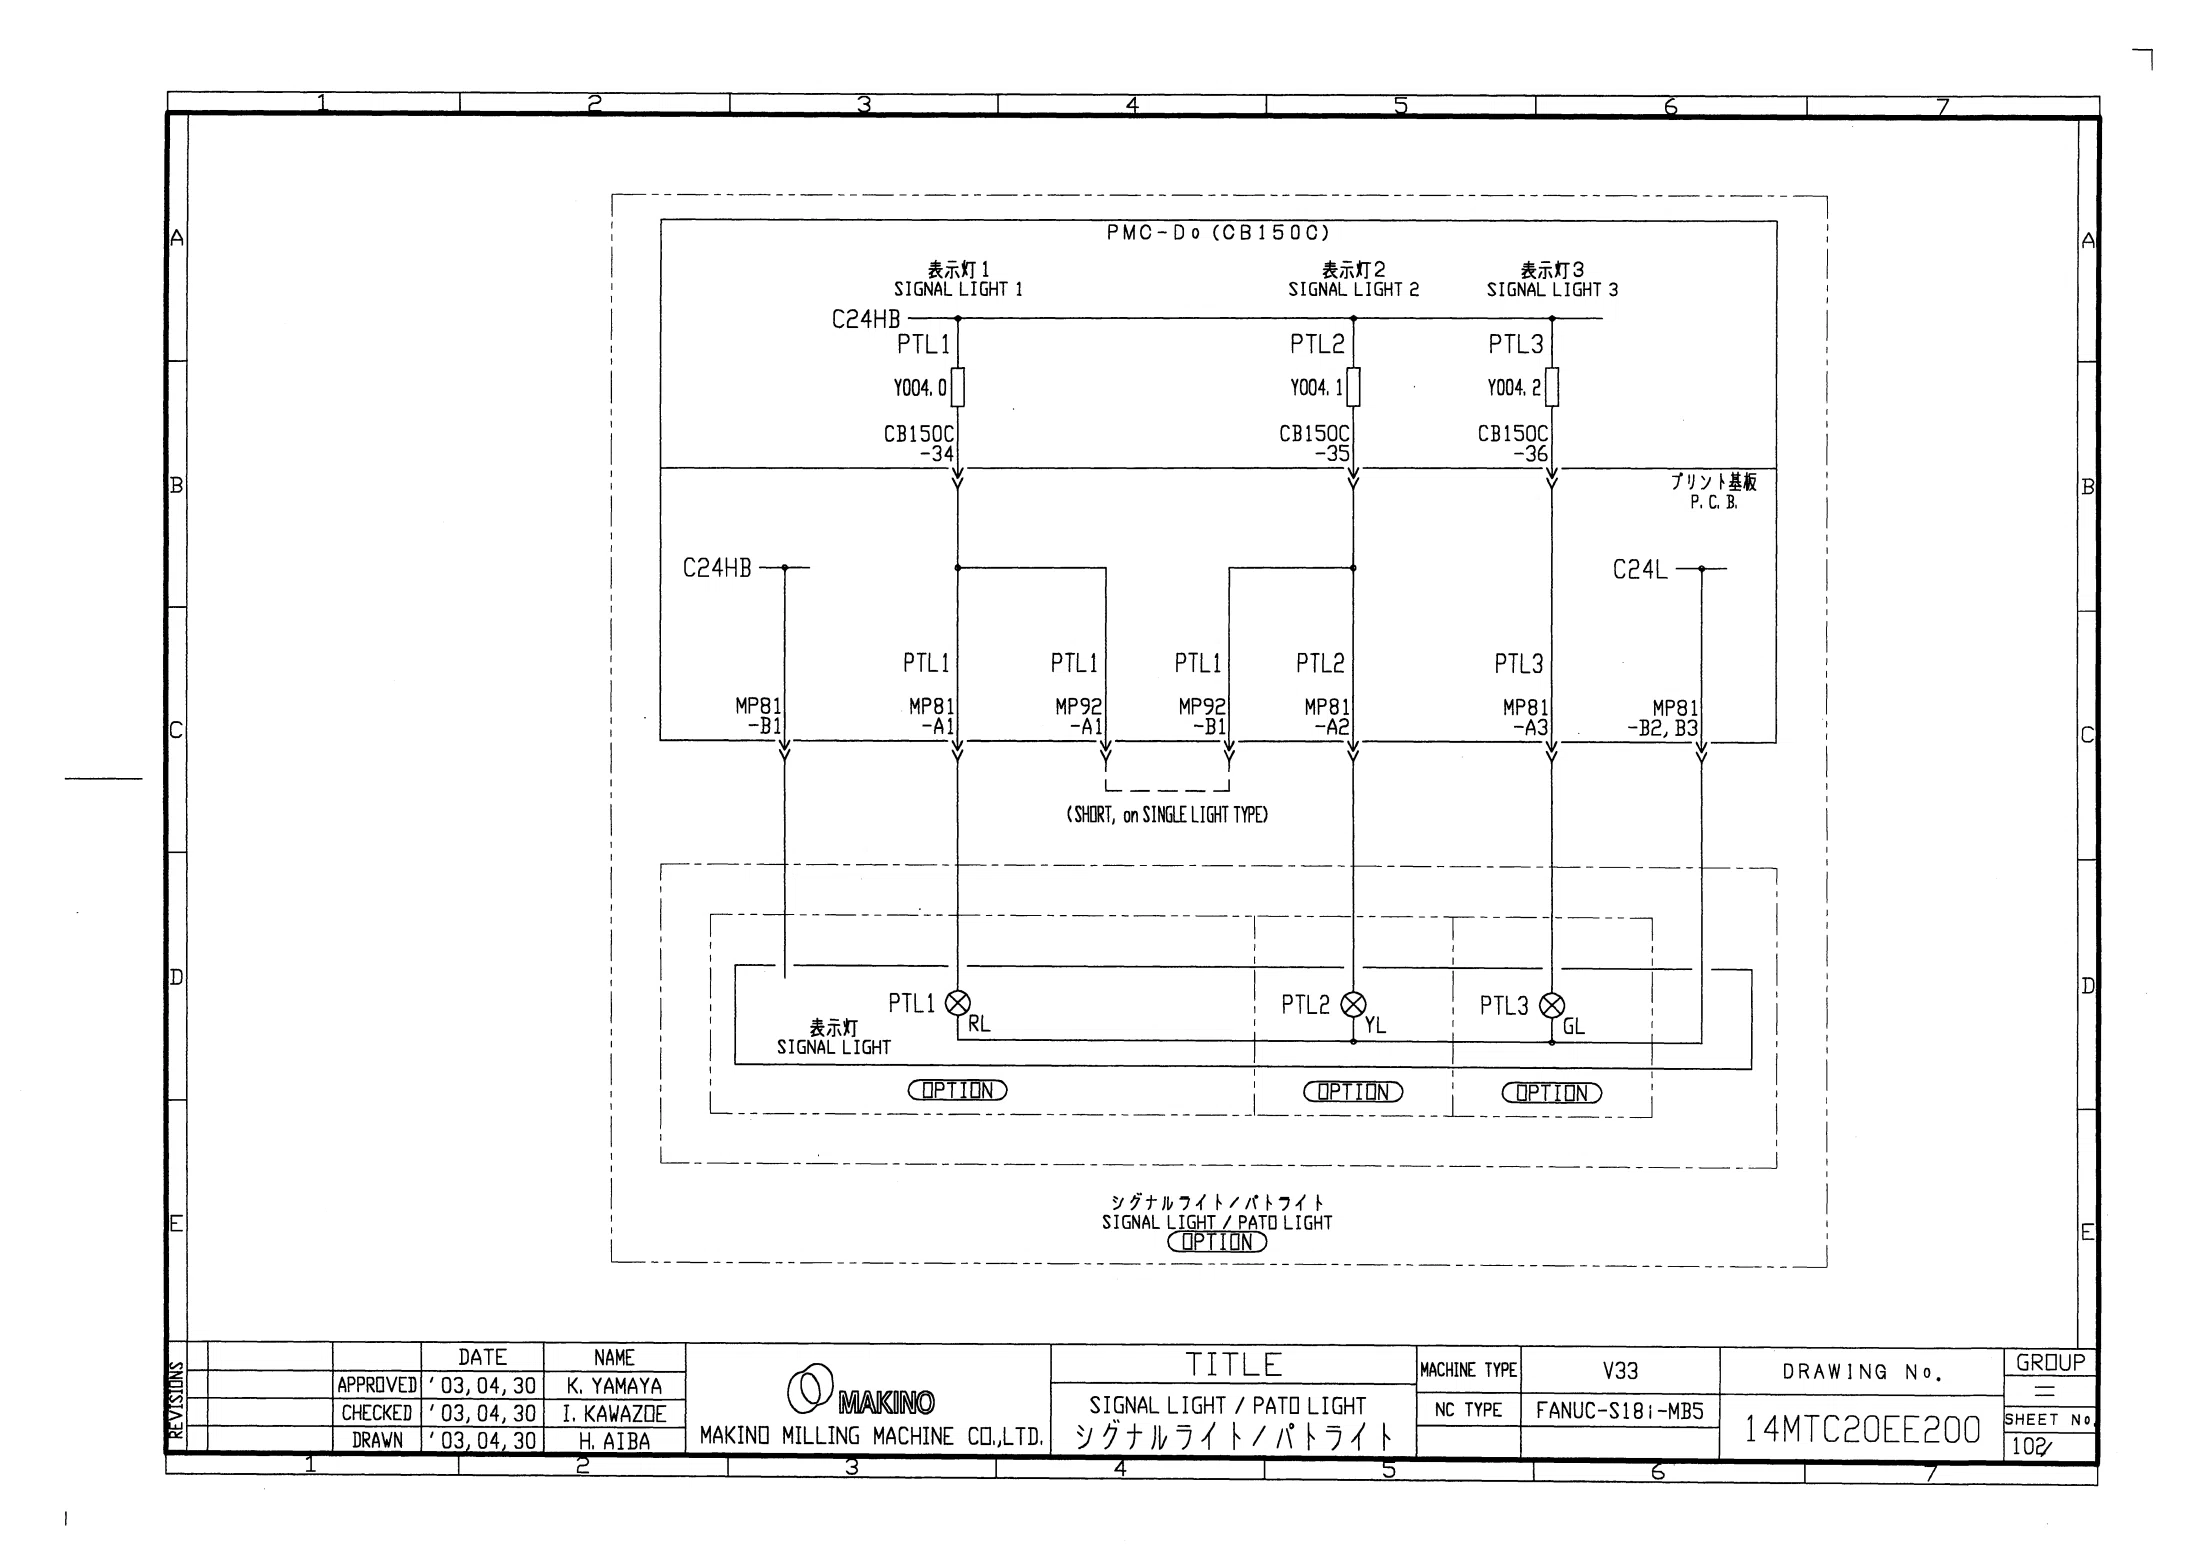 1 2 3 4 5 6 7
A A
PMC-Do (CB150C)
表示灯1 表示灯2 表示灯3
SIGNAL LIGHT 1 SIGNAL LIGHT 2 SIGNAL LIGHT 3
C24HB
PTL1 PTL2 PTL3
Y004.0 Y004.1 Y004.2
CB150C CB150C CB150C
-34 -35 -36
B B
プリント基板
P.C.B.
C24HB C24L
PTL1 PTL1 PTL1 PTL2 PTL3
MP81 MP81 MP92 MP92 MP81 MP81 MP81
-B1 -A1 -A1 -B1 -A2 -A3 -B2, B3
C C
(SHORT, on SINGLE LIGHT TYPE)
D D
PTL1 PTL2 PTL3
RL YL GL
表示灯
SIGNAL LIGHT
OPTION OPTION OPTION
シグナルライト/パトライト
SIGNAL LIGHT / PATO LIGHT
OPTION
E E
REVISIONS
DATE NAME
APPROVED '03,04,30 K. YAMAYA
CHECKED '03,04,30 I. KAWAZOE
DRAWN '03,04,30 H. AIBA
MAKINO
MAKINO MILLING MACHINE CO.,LTD.
TITLE
SIGNAL LIGHT / PATO LIGHT
シグナルライト/パトライト
MACHINE TYPE V33
NC TYPE FANUC-S18i-MB5
DRAWING No.
14MTC20EE200
GROUP
=
SHEET No.
102/
1 2 3 4 5 6 7